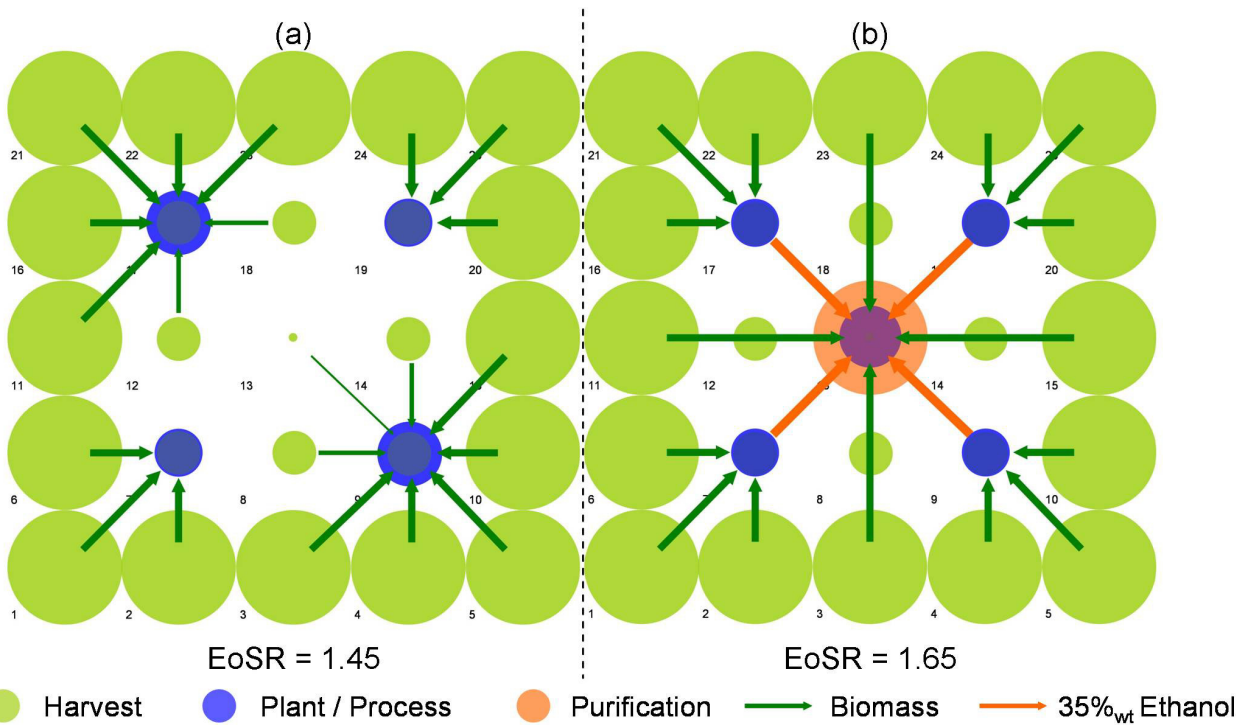 (a) (b)
21 22 24 21 22 23 24
16 18 19 20 16 17 18 20
11 12 13 14 11 12 14 15
6 8 10 6 8 9 10
1 2 3 4 5 1 2 3 4 5
EoSR = 1.45 EoSR = 1.65
Harvest Plant / Process Purification Biomass 35%wt Ethanol